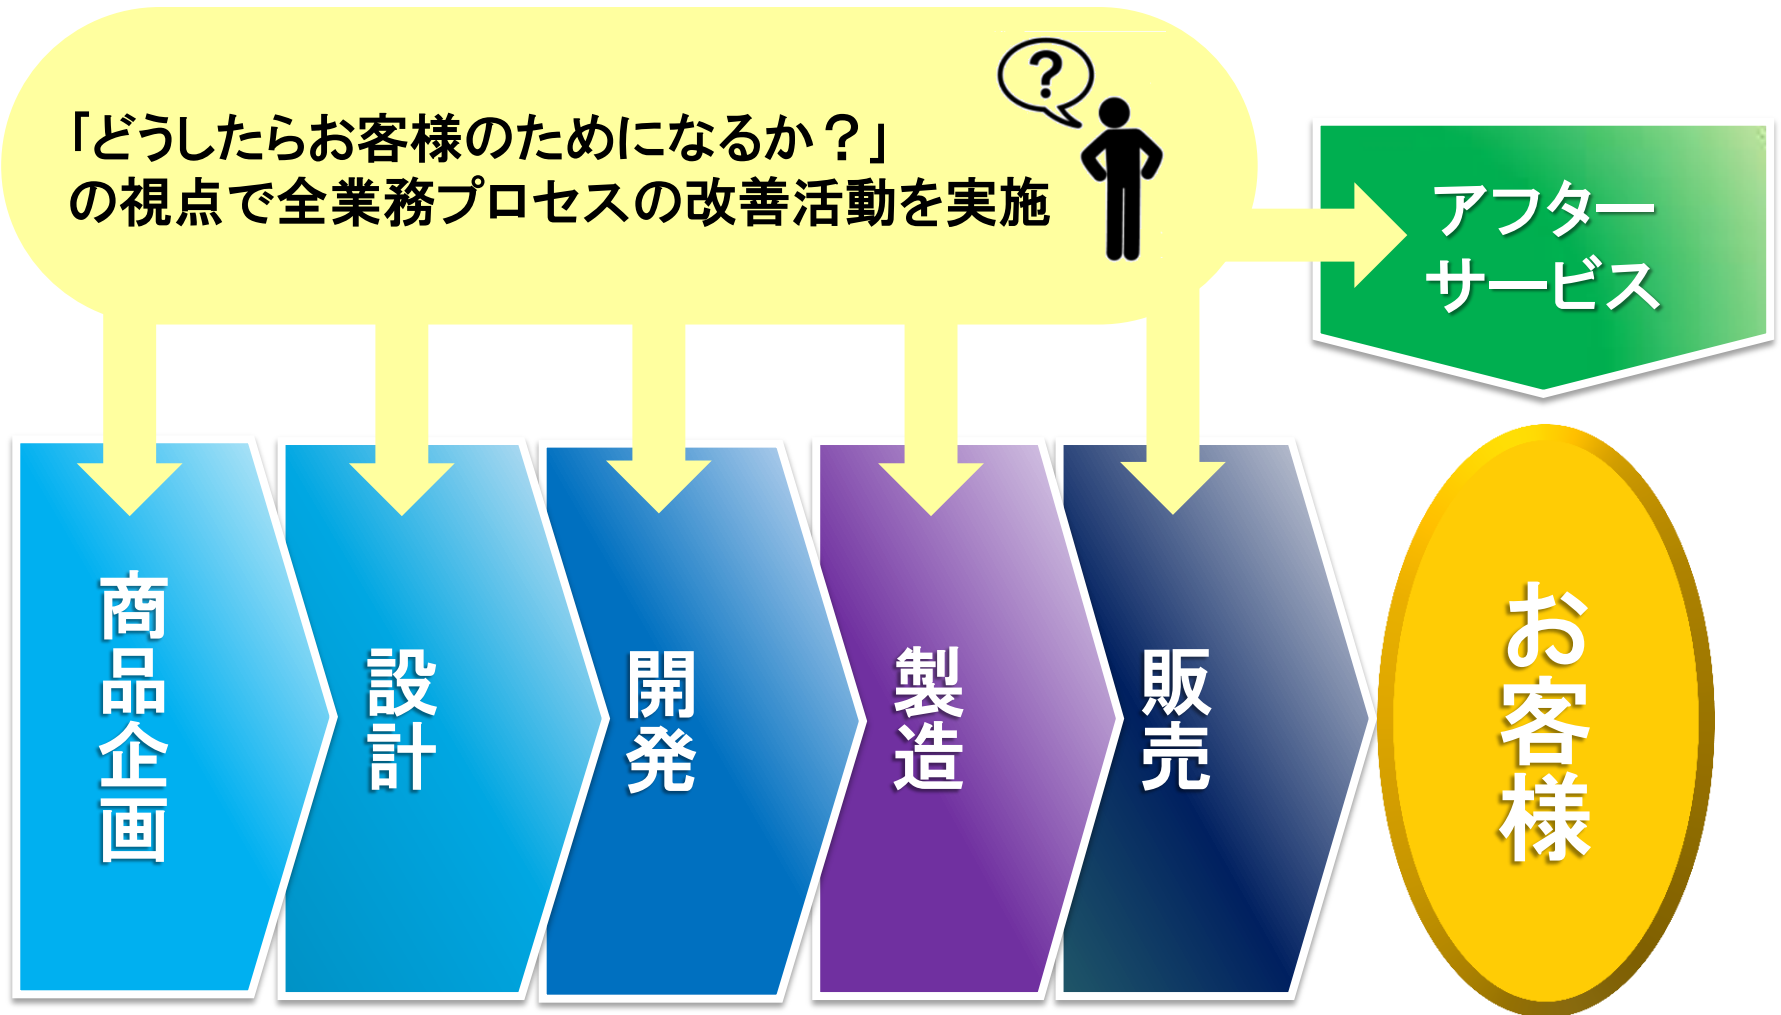 「どうしたらお客様のためになるか？」
の視点で全業務プロセスの改善活動を実施
?
アフター
サービス
商品企画
設計
開発
製造
販売
お客様